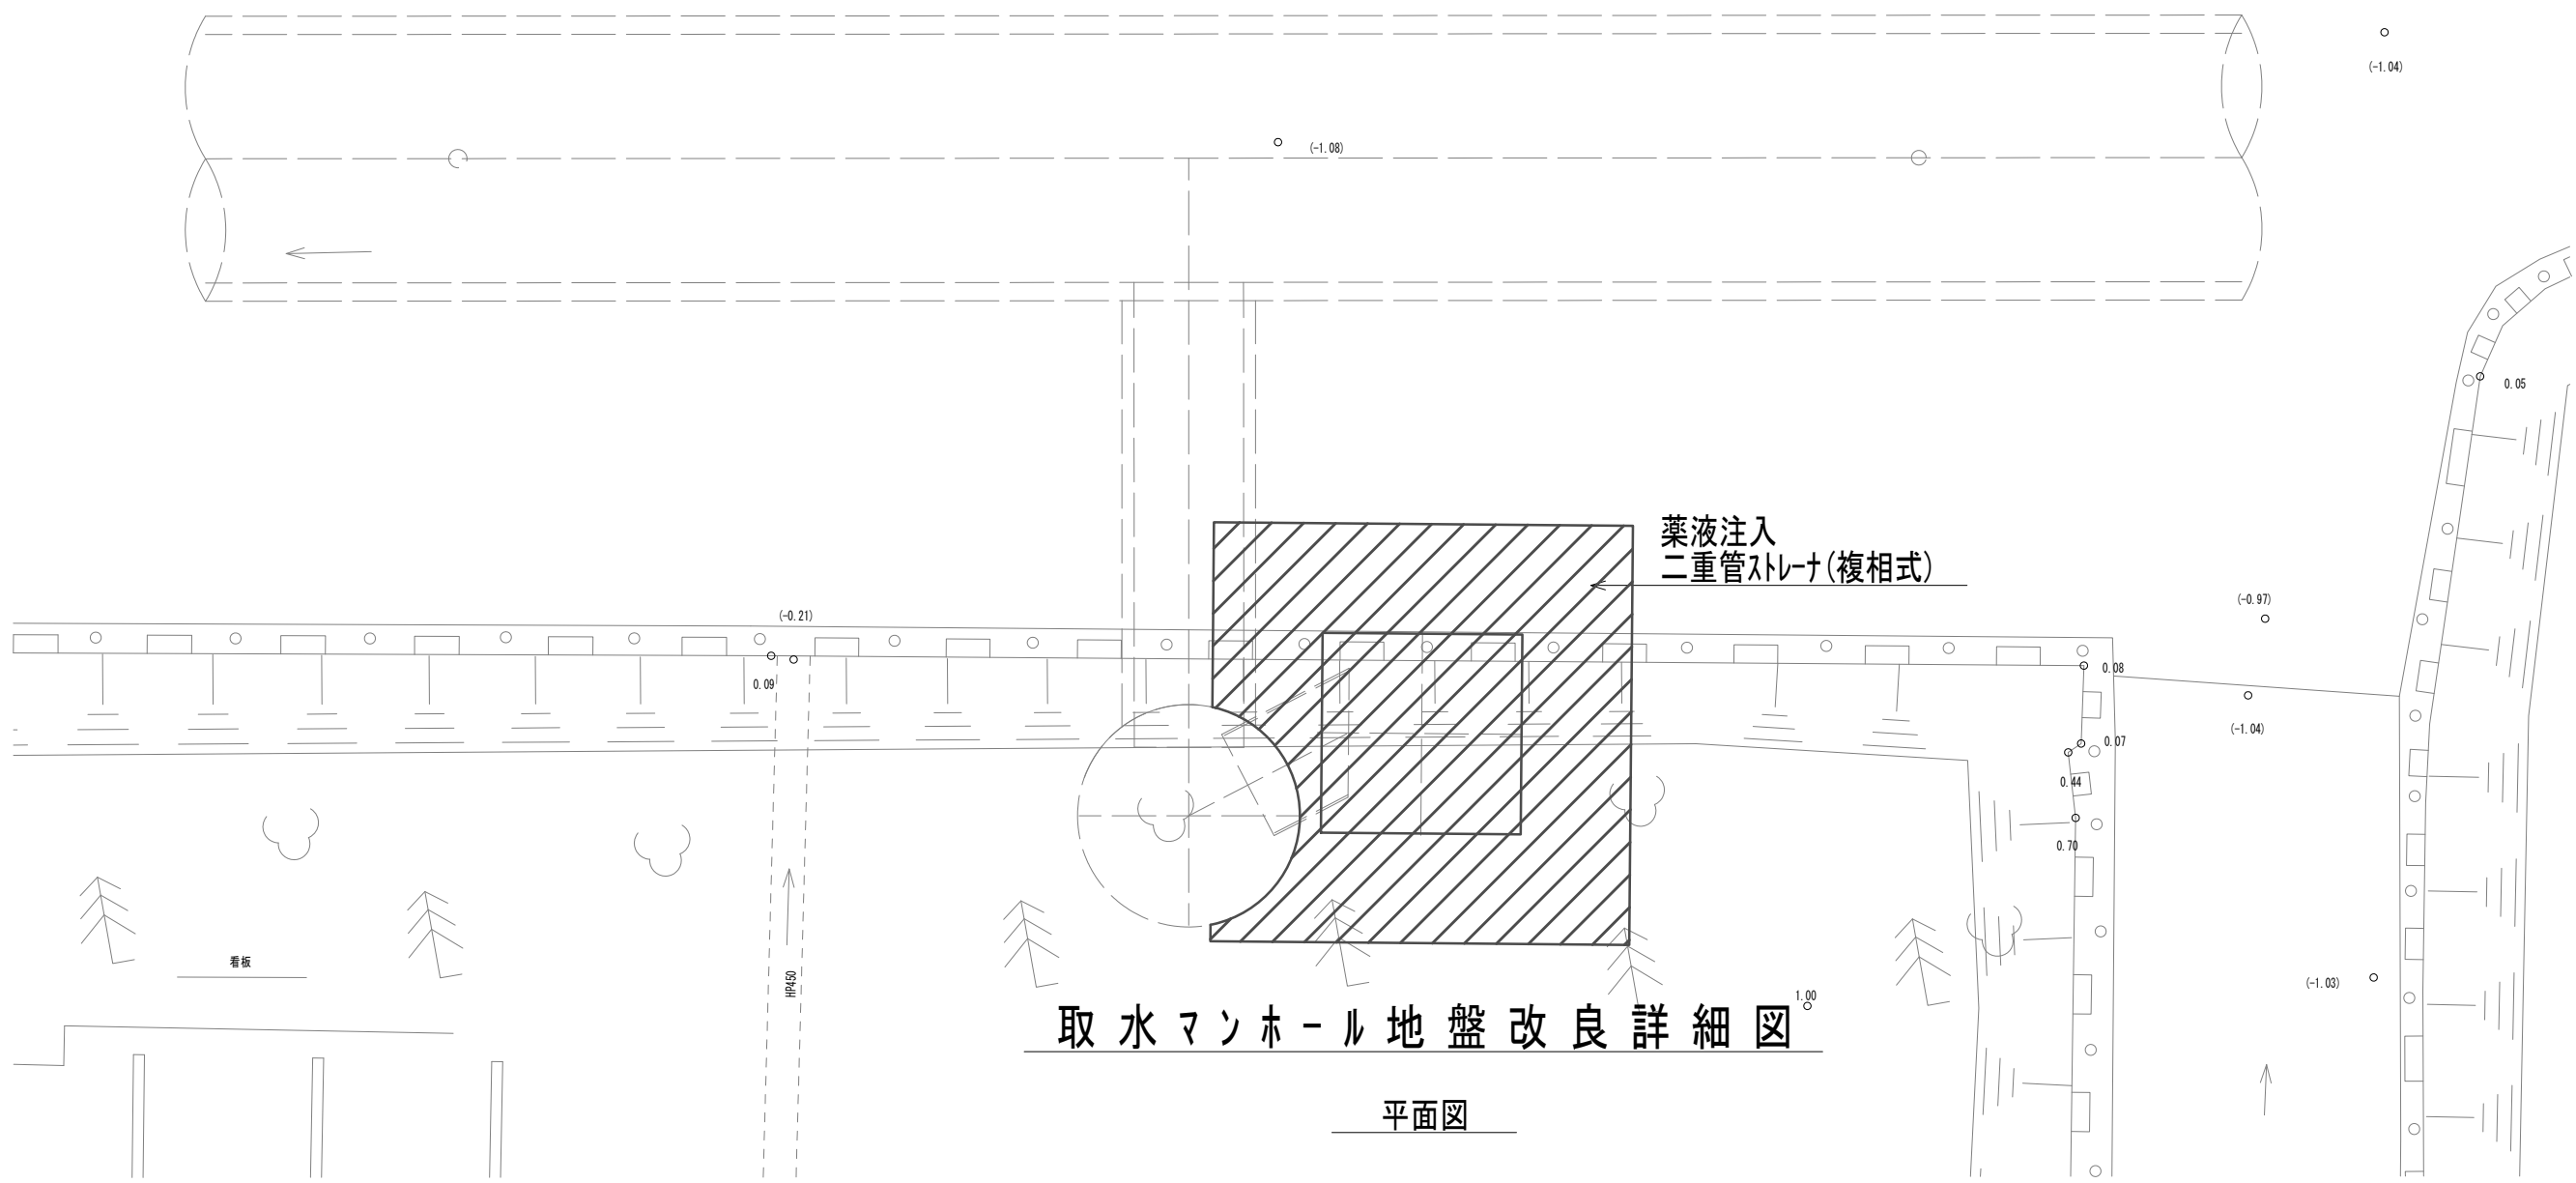 (-1.04)
(-1.08)
0.05
薬液注入
二重管ストレーナ(複相式)
(-0.97)
(-0.21)
0.08
0.09
(-1.04)
0.07
0.44
0.70
看板
HP450
(-1.03)
1.00
取水マンホール地盤改良詳細図
平面図